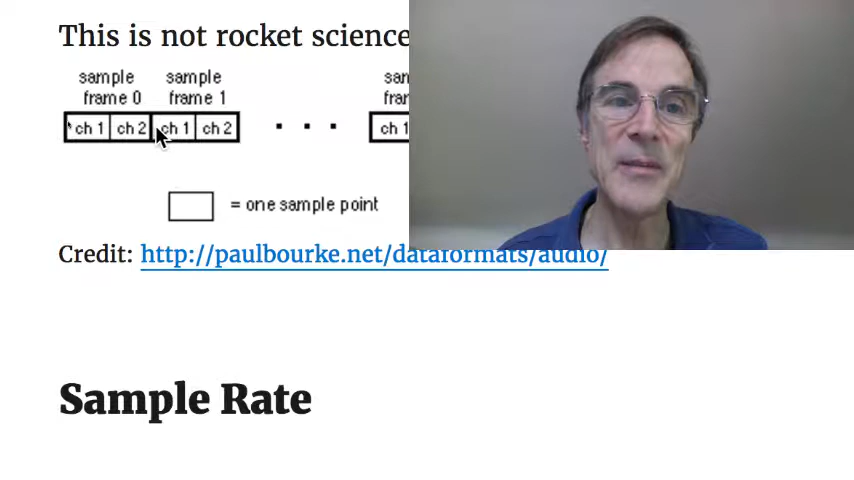 This is not rocket science
sample sample
frame 0 frame 1
ch 1 ch 2 ch 1 ch 2 . . . ch 1
= one sample point
Credit: http://paulbourke.net/dataformats/audio/
Sample Rate